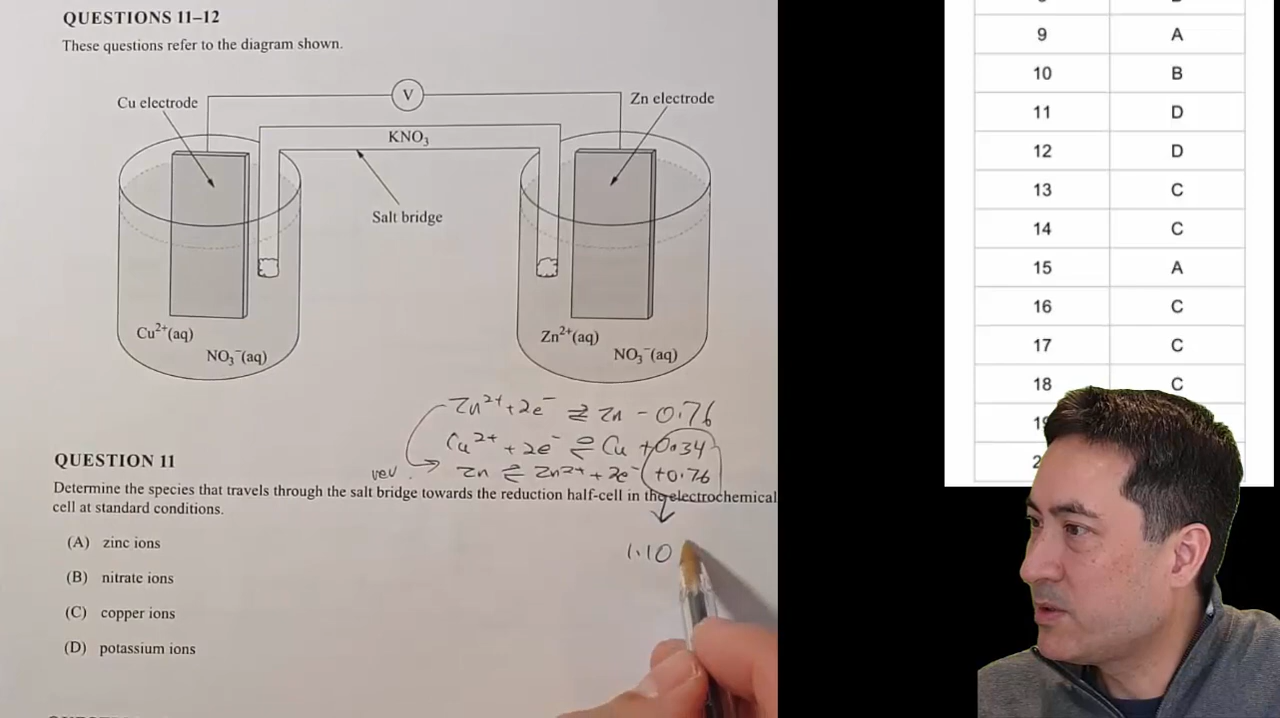 QUESTIONS 11–12
These questions refer to the diagram shown.
Cu electrode
V
Zn electrode
KNO₃
Salt bridge
Cu²⁺(aq)
NO₃⁻(aq)
Zn²⁺(aq)
NO₃⁻(aq)
Zn²⁺ + 2e⁻ ⇄ Zn - 0.76
Cu²⁺ + 2e⁻ ⇄ Cu + 0.34
rev. Zn ⇄ Zn²⁺ + 2e⁻ + 0.76
1.10
QUESTION 11
Determine the species that travels through the salt bridge towards the reduction half-cell in the electrochemical
cell at standard conditions.
(A) zinc ions
(B) nitrate ions
(C) copper ions
(D) potassium ions
9 A
10 B
11 D
12 D
13 C
14 C
15 A
16 C
17 C
18 C